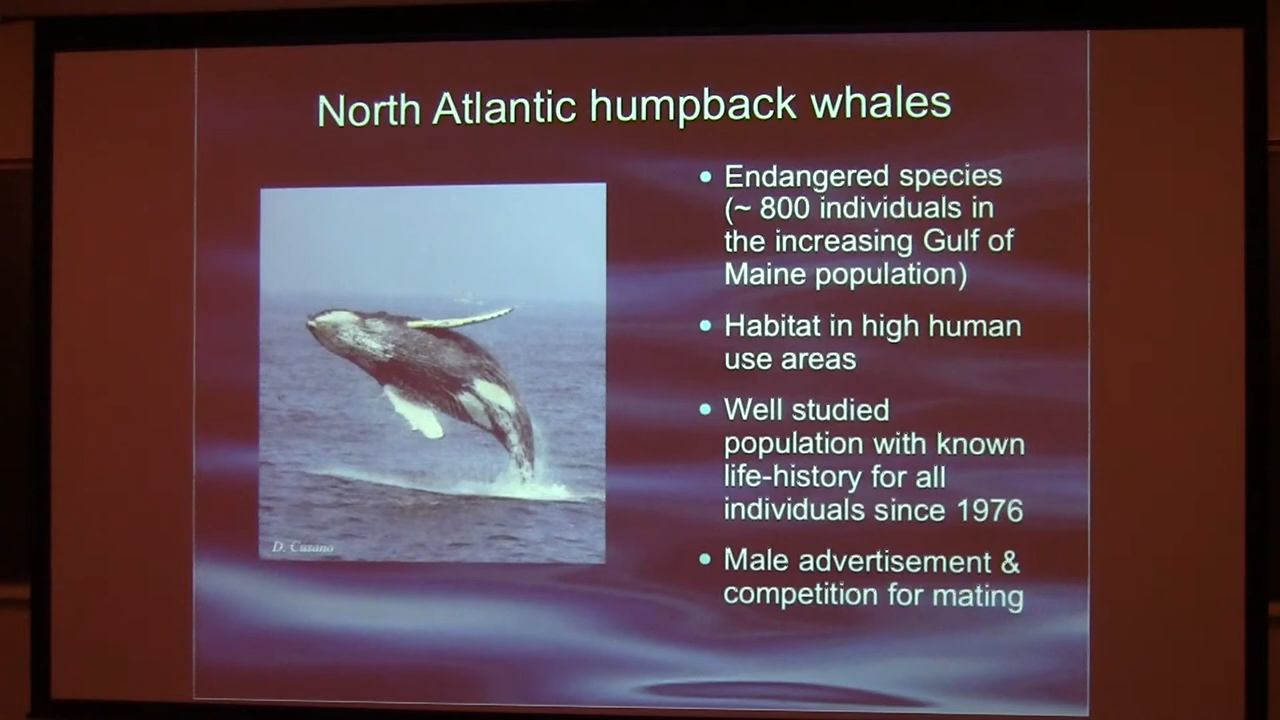 North Atlantic humpback whales
• Endangered species
(~ 800 individuals in
the increasing Gulf of
Maine population)
• Habitat in high human
use areas
• Well studied
population with known
life-history for all
individuals since 1976
• Male advertisement &
competition for mating
D. Cusano